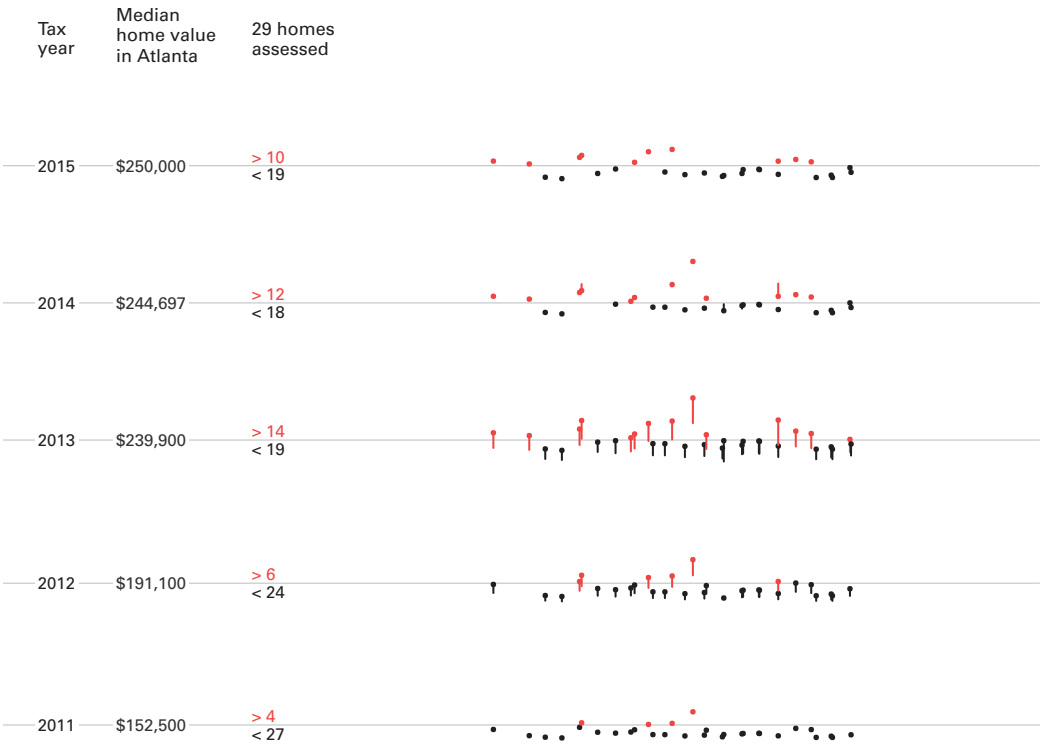 Tax
year
Median
home value
in Atlanta
29 homes
assessed
2015 $250,000 > 10
< 19
2014 $244,697 > 12
< 18
2013 $239,900 > 14
< 19
2012 $191,100 > 6
< 24
2011 $152,500 > 4
< 27